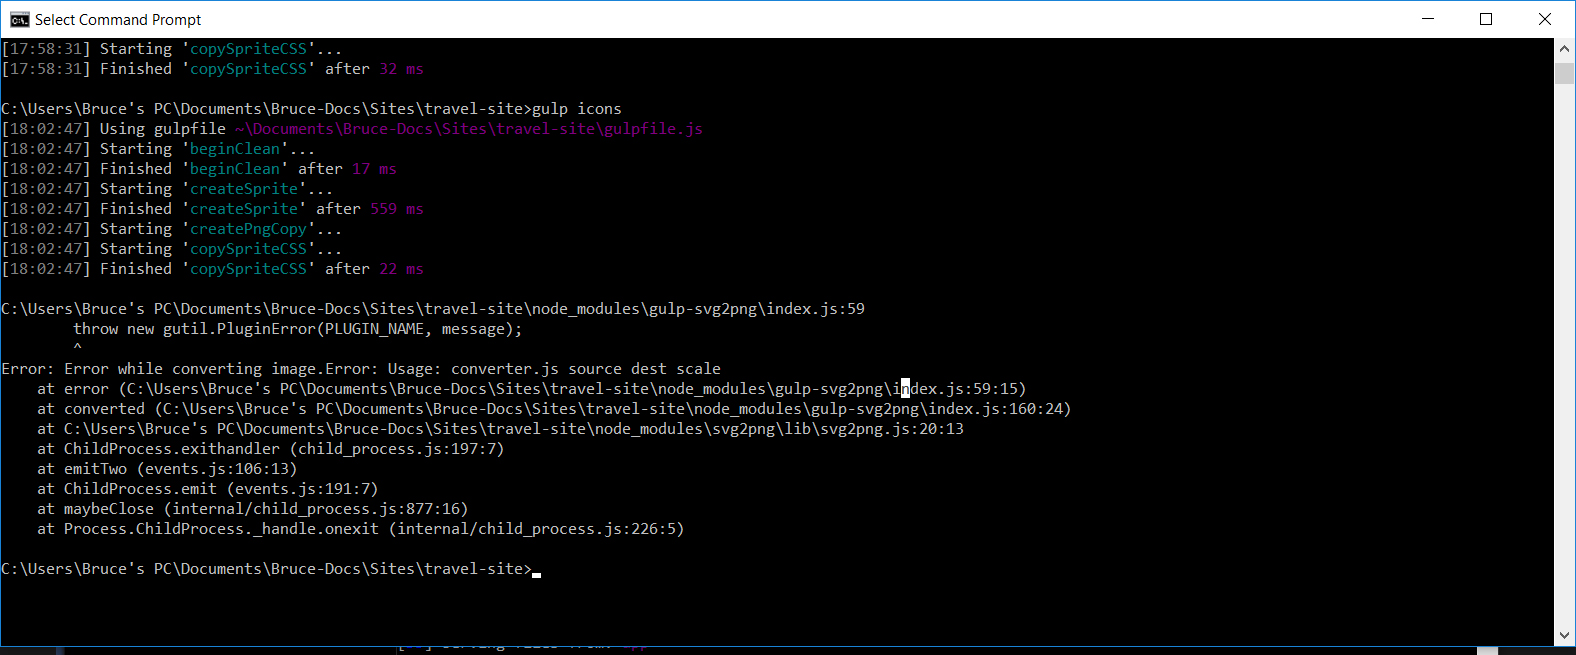 Select Command Prompt
[17:58:31] Starting 'copySpriteCSS'...
[17:58:31] Finished 'copySpriteCSS' after 32 ms
C:\Users\Bruce's PC\Documents\Bruce-Docs\Sites\travel-site>gulp icons
[18:02:47] Using gulpfile ~\Documents\Bruce-Docs\Sites\travel-site\gulpfile.js
[18:02:47] Starting 'beginClean'...
[18:02:47] Finished 'beginClean' after 17 ms
[18:02:47] Starting 'createSprite'...
[18:02:47] Finished 'createSprite' after 559 ms
[18:02:47] Starting 'createPngCopy'...
[18:02:47] Starting 'copySpriteCSS'...
[18:02:47] Finished 'copySpriteCSS' after 22 ms
C:\Users\Bruce's PC\Documents\Bruce-Docs\Sites\travel-site\node_modules\gulp-svg2png\index.js:59
        throw new gutil.PluginError(PLUGIN_NAME, message);
        ^
Error: Error while converting image.Error: Usage: converter.js source dest scale
    at error (C:\Users\Bruce's PC\Documents\Bruce-Docs\Sites\travel-site\node_modules\gulp-svg2png\index.js:59:15)
    at converted (C:\Users\Bruce's PC\Documents\Bruce-Docs\Sites\travel-site\node_modules\gulp-svg2png\index.js:160:24)
    at C:\Users\Bruce's PC\Documents\Bruce-Docs\Sites\travel-site\node_modules\svg2png\lib\svg2png.js:20:13
    at ChildProcess.exithandler (child_process.js:197:7)
    at emitTwo (events.js:106:13)
    at ChildProcess.emit (events.js:191:7)
    at maybeClose (internal/child_process.js:877:16)
    at Process.ChildProcess._handle.onexit (internal/child_process.js:226:5)
C:\Users\Bruce's PC\Documents\Bruce-Docs\Sites\travel-site>